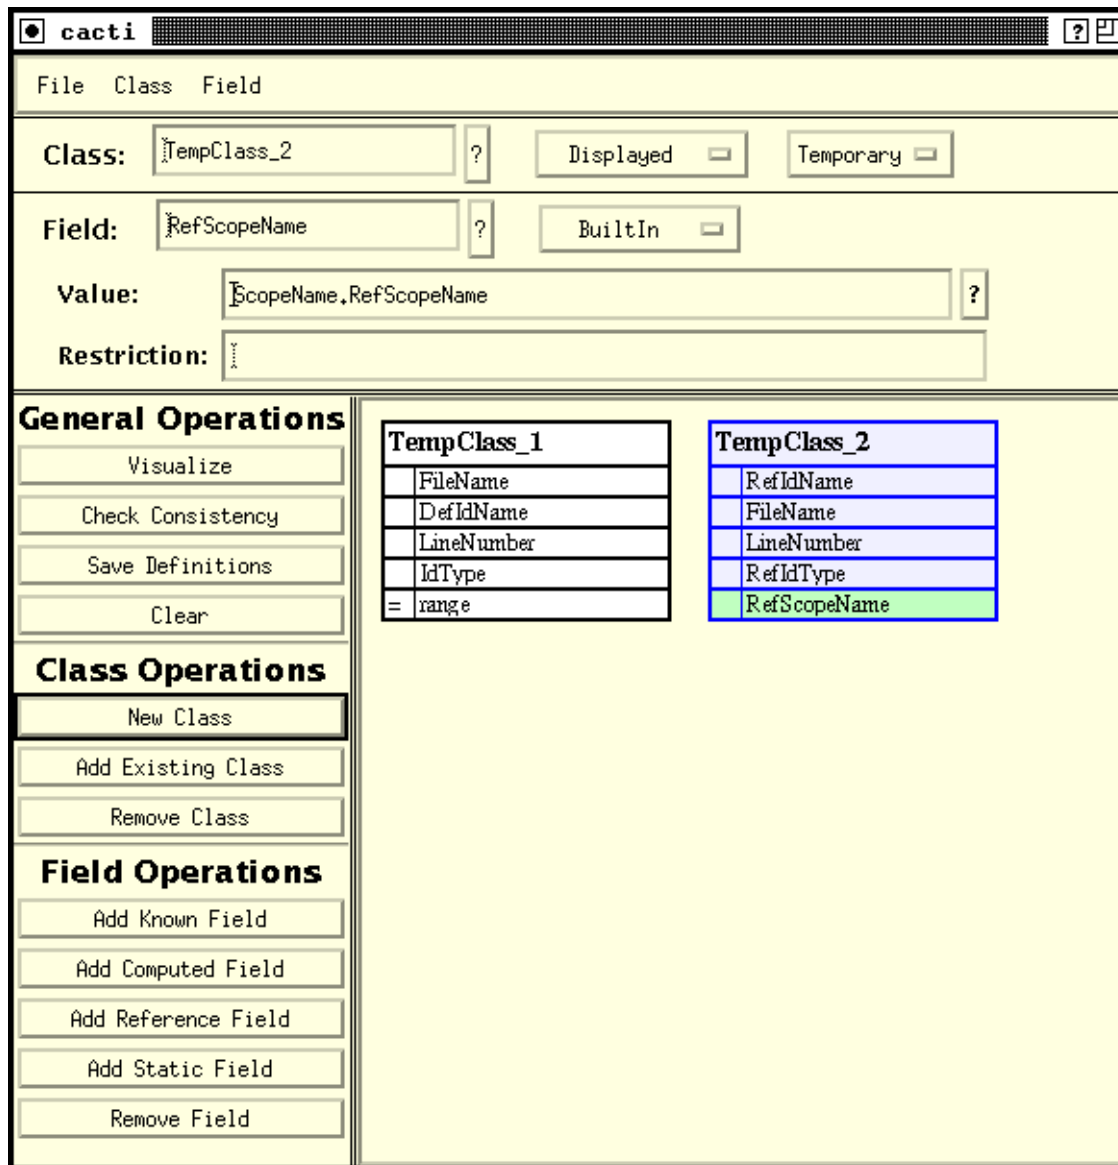 cacti ?
File Class Field
Class: TempClass_2 ? Displayed Temporary
Field: RefScopeName ? BuiltIn
Value: ScopeName.RefScopeName ?
Restriction:
General Operations
Visualize
Check Consistency
Save Definitions
Clear
Class Operations
New Class
Add Existing Class
Remove Class
Field Operations
Add Known Field
Add Computed Field
Add Reference Field
Add Static Field
Remove Field
TempClass_1
FileName
DefIdName
LineNumber
IdType
= range
TempClass_2
RefIdName
FileName
LineNumber
RefIdType
RefScopeName